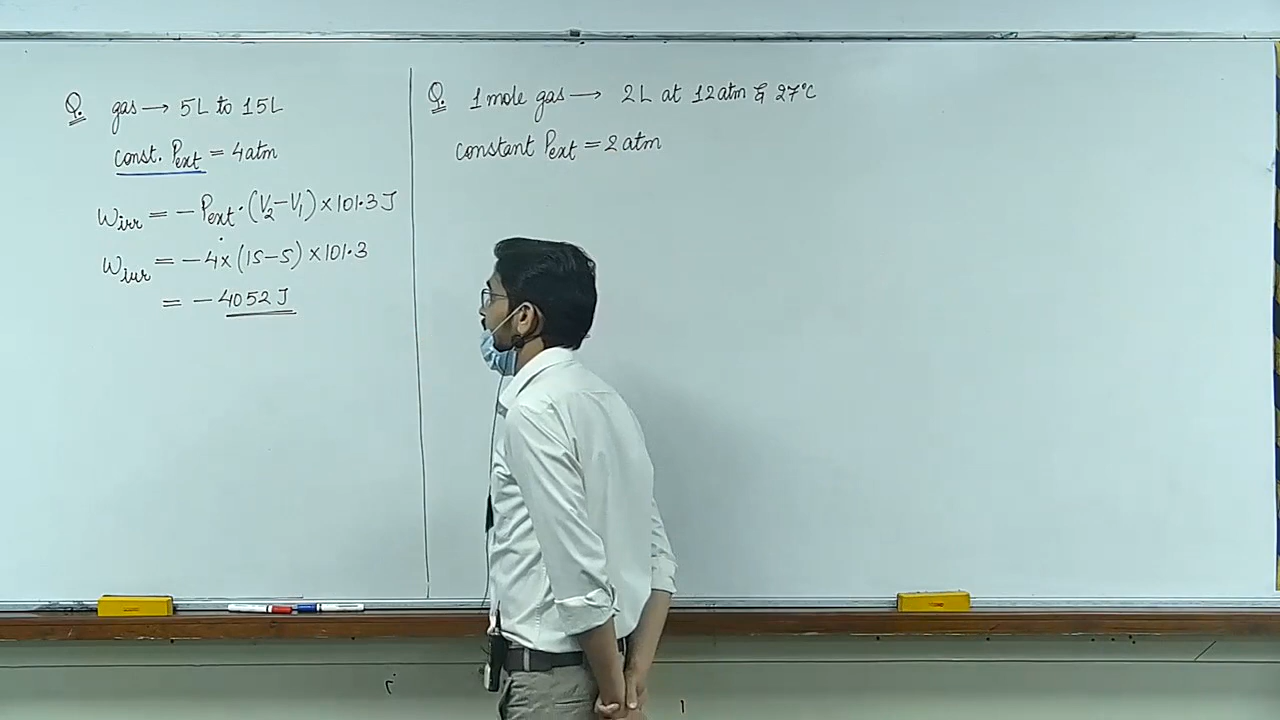 Q. gas → 5L to 15L
const. Pext = 4atm
Wirr = - Pext. (V2 - V1) × 101.3 J
Wirr = - 4 × (15 - 5) × 101.3
= - 4052 J
Q. 1 mole gas → 2L at 12 atm & 27°C
constant Pext = 2 atm